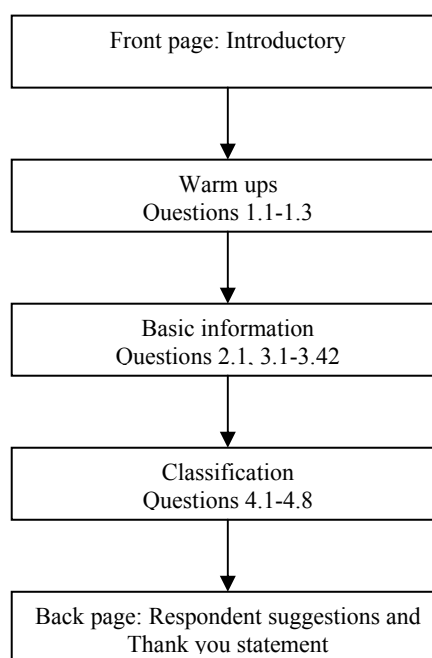 Front page: Introductory
Warm ups
Questions 1.1-1.3
Basic information
Questions 2.1, 3.1-3.42
Classification
Questions 4.1-4.8
Back page: Respondent suggestions and
Thank you statement